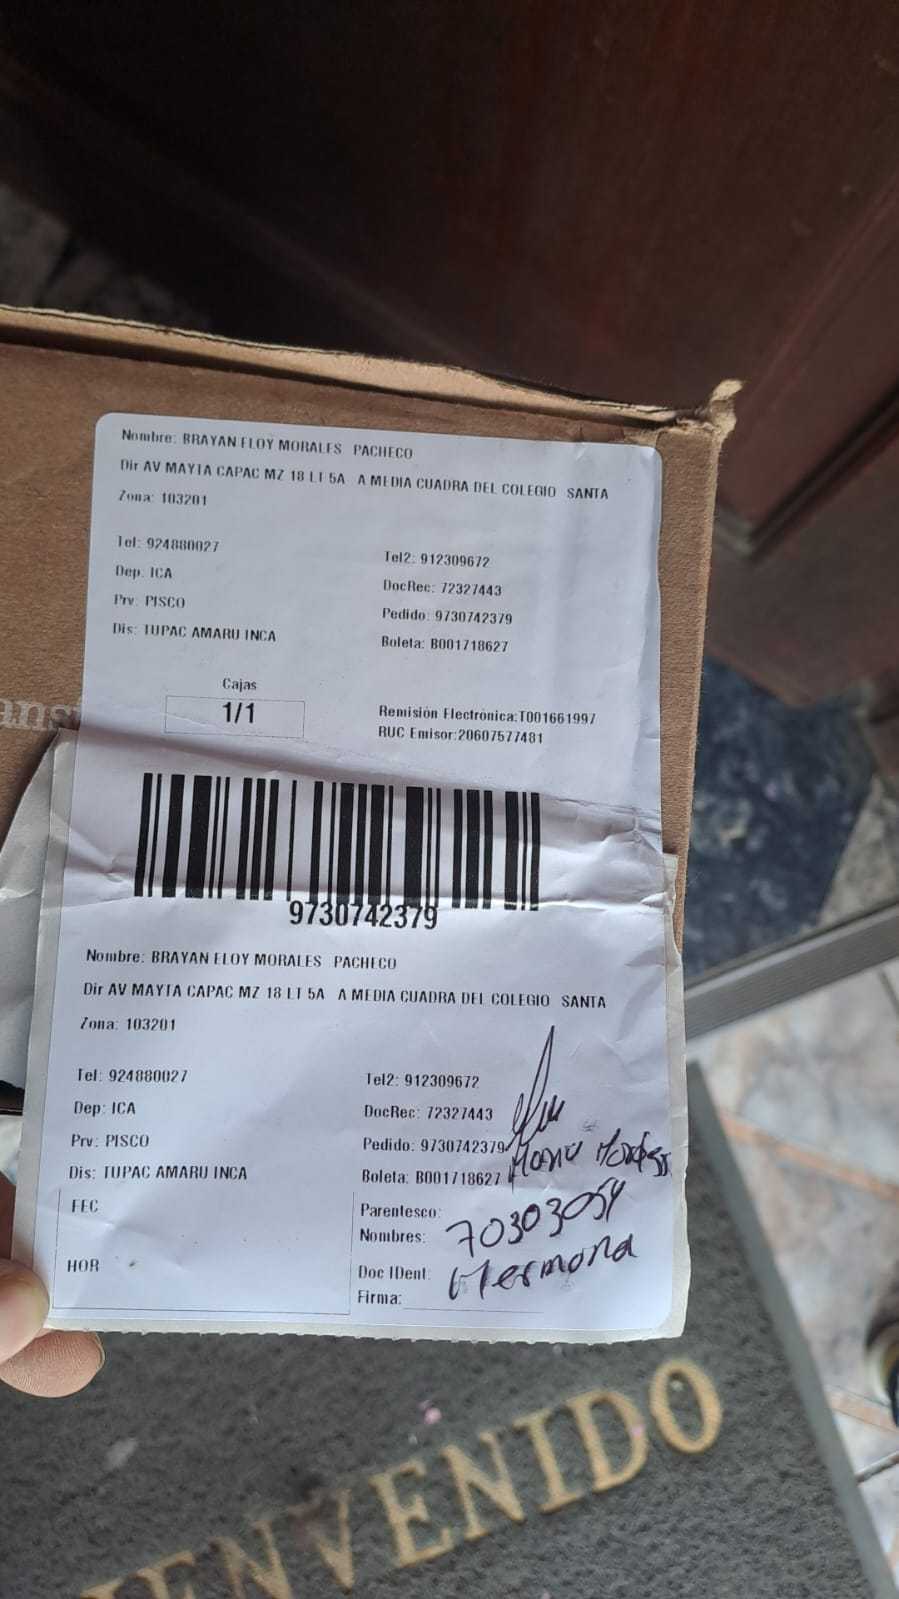 Nombre: BRAYAN ELOY MORALES PACHECO
Dir AV MAYTA CAPAC MZ 18 LT 5A A MEDIA CUADRA DEL COLEGIO SANTA
Zona: 103201
Tel: 924880027
Tel2: 912309672
Dep: ICA
DocRec: 72327443
Prv: PISCO
Pedido: 9730742379
Dis: TUPAC AMARU INCA
Boleta: B001718627
Cajas
1/1
Remisión Electrónica:T001661997
RUC Emisor:20607577481
9730742379
Nombre: BRAYAN ELOY MORALES PACHECO
Dir AV MAYTA CAPAC MZ 18 LT 5A A MEDIA CUADRA DEL COLEGIO SANTA
Zona: 103201
Tel: 924880027
Tel2: 912309672
Dep: ICA
DocRec: 72327443
Prv: PISCO
Pedido: 9730742379
Dis: TUPAC AMARU INCA
Boleta: B001718627
FEC
Parentesco:
Nombres: 70303054
HOR
Doc IDent: Hermana
Firma:
BIENVENIDO